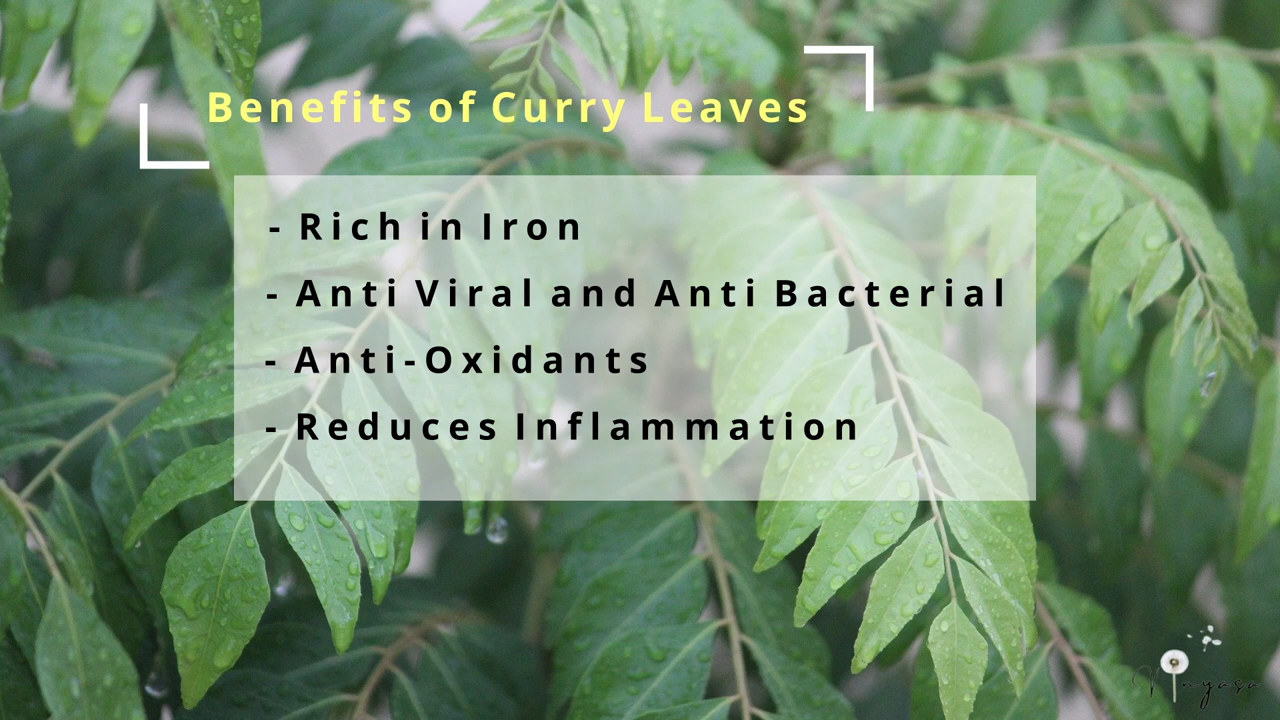 Benefits of Curry Leaves
- Rich in Iron
- Anti Viral and Anti Bacterial
- Anti-Oxidants
- Reduces Inflammation